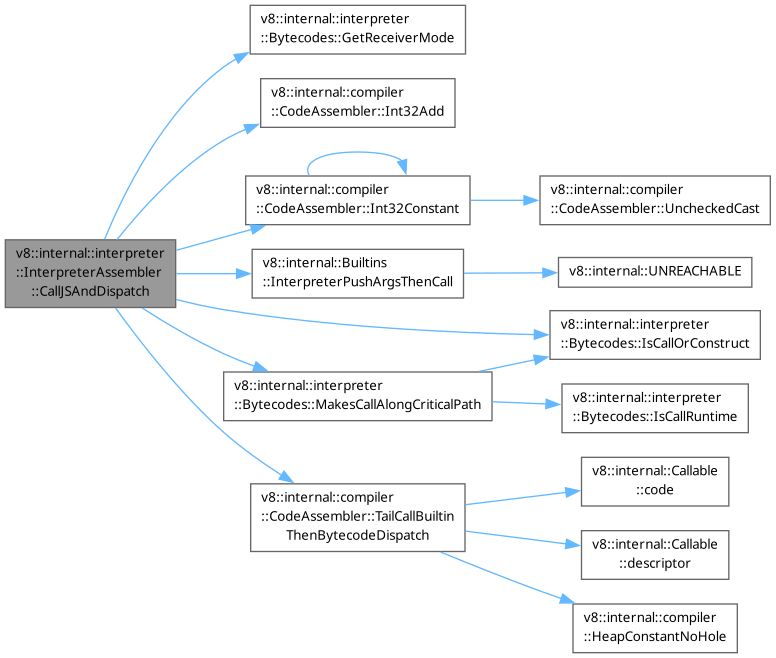 v8::internal::interpreter
::Bytecodes::GetReceiverMode
v8::internal::compiler
::CodeAssembler::Int32Add
v8::internal::compiler
::CodeAssembler::Int32Constant
v8::internal::compiler
::CodeAssembler::UncheckedCast
v8::internal::interpreter
::InterpreterAssembler
::CallJSAndDispatch
v8::internal::Builtins
::InterpreterPushArgsThenCall
v8::internal::UNREACHABLE
v8::internal::interpreter
::Bytecodes::IsCallOrConstruct
v8::internal::interpreter
::Bytecodes::MakesCallAlongCriticalPath
v8::internal::interpreter
::Bytecodes::IsCallRuntime
v8::internal::compiler
::CodeAssembler::TailCallBuiltin
ThenBytecodeDispatch
v8::internal::Callable
::code
v8::internal::Callable
::descriptor
v8::internal::compiler
::HeapConstantNoHole